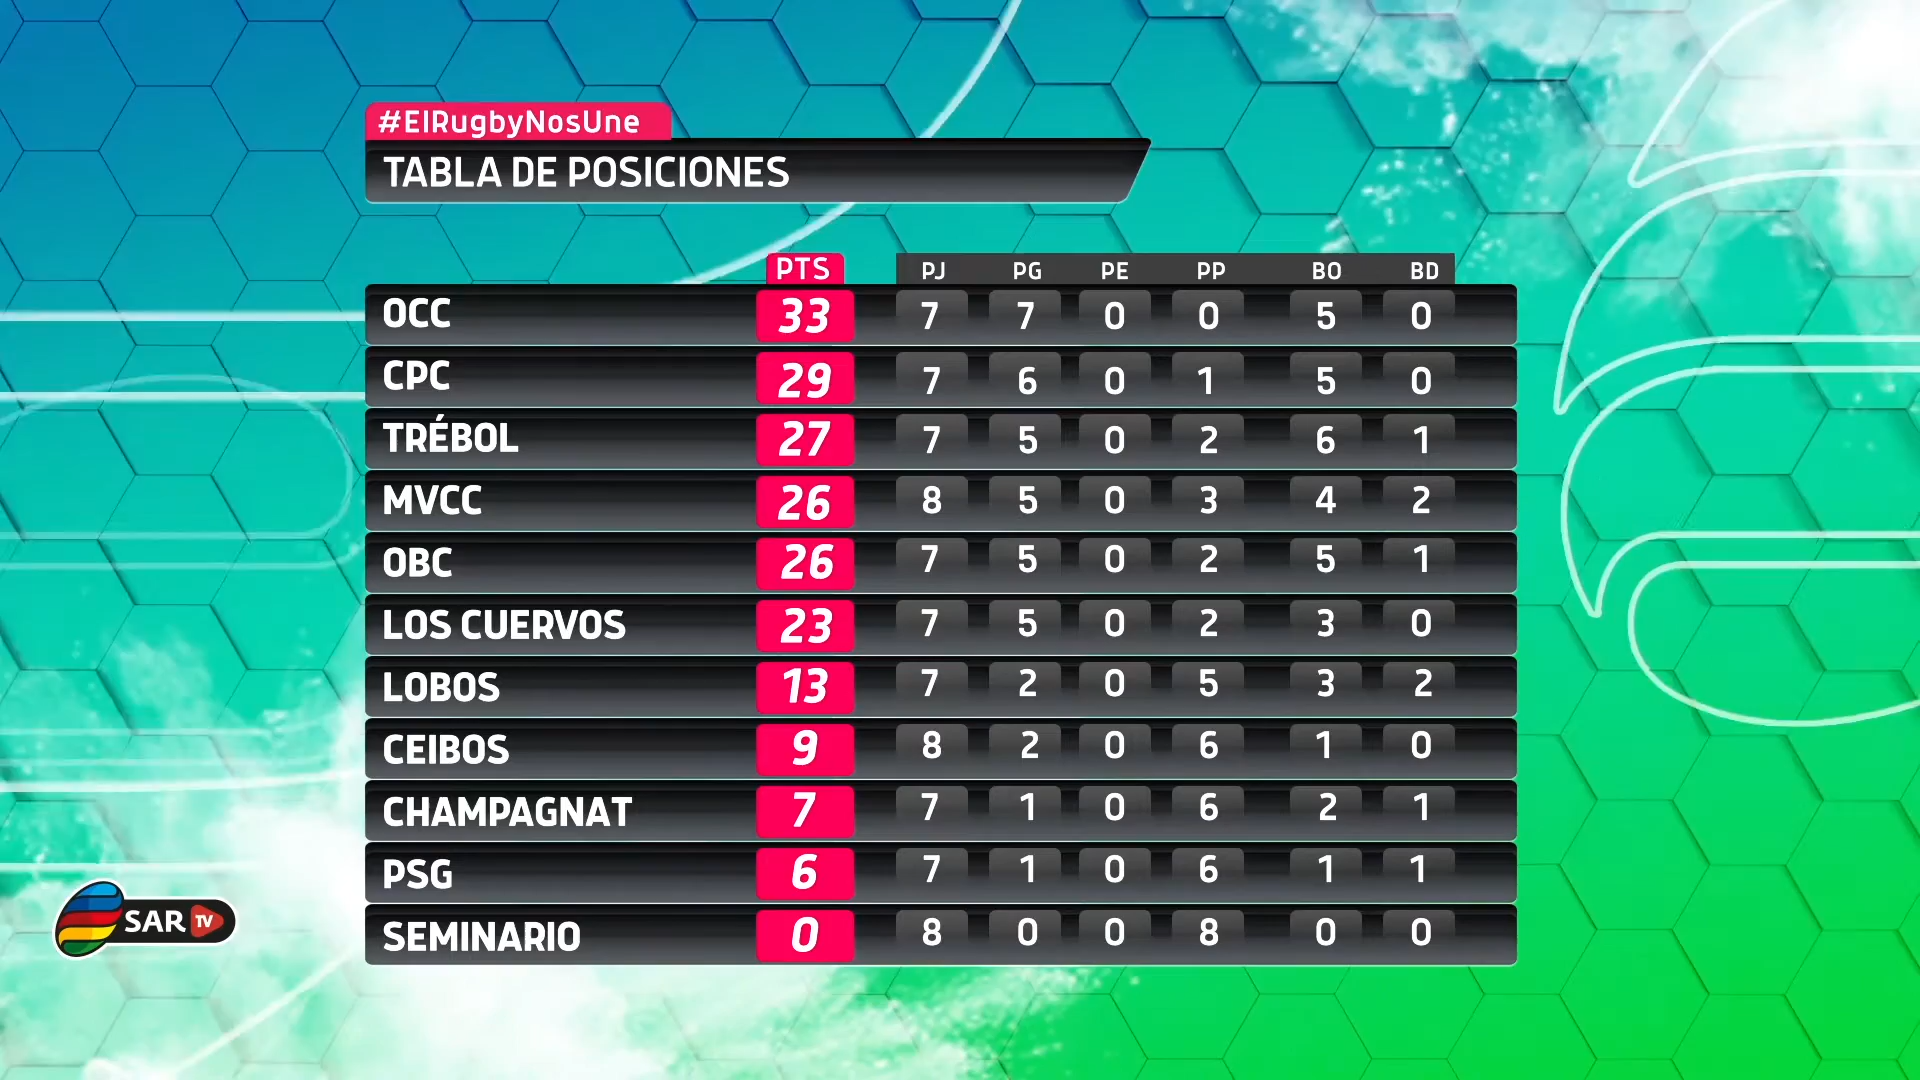 #ElRugbyNosUne
TABLA DE POSICIONES
PTS PJ PG PE PP BO BD
OCC 33 7 7 0 0 5 0
CPC 29 7 6 0 1 5 0
TRÉBOL 27 7 5 0 2 6 1
MVCC 26 8 5 0 3 4 2
OBC 26 7 5 0 2 5 1
LOS CUERVOS 23 7 5 0 2 3 0
LOBOS 13 7 2 0 5 3 2
CEIBOS 9 8 2 0 6 1 0
CHAMPAGNAT 7 7 1 0 6 2 1
PSG 6 7 1 0 6 1 1
SEMINARIO 0 8 0 0 8 0 0
SAR TV